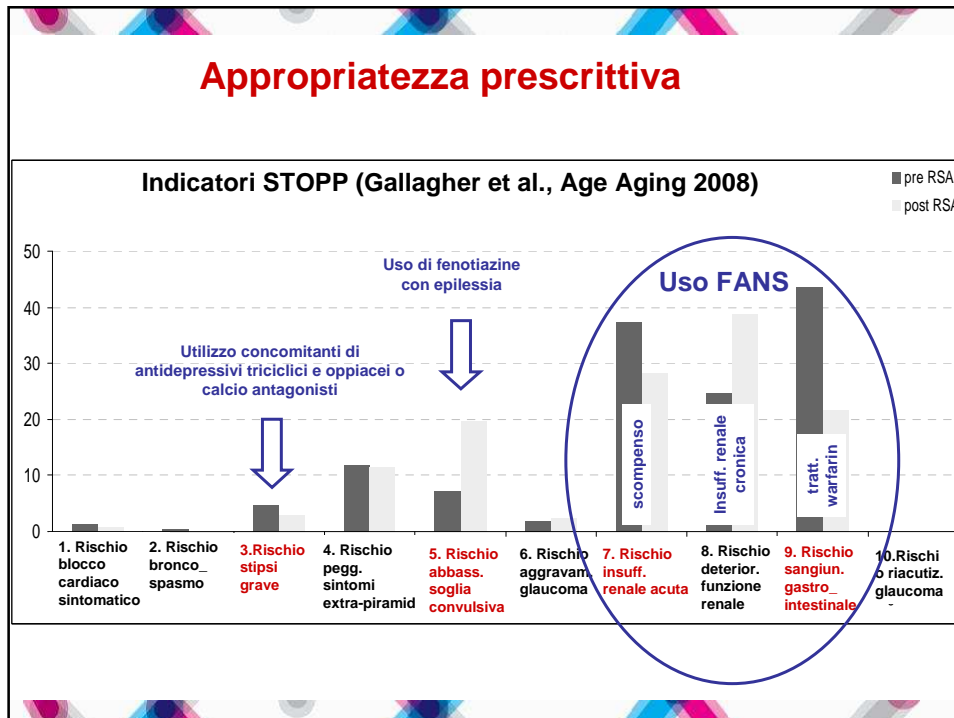 Appropriatezza prescrittiva
Indicatori STOPP (Gallagher et al., Age Aging 2008)
pre RSA
post RSA
50
40
30
20
10
0
Uso di fenotiazine
con epilessia
Utilizzo concomitanti di
antidepressivi triciclici e oppiacei o
calcio antagonisti
Uso FANS
scompenso
Insuff. renale
cronica
tratt.
warfarin
1. Rischio
blocco
cardiaco
sintomatico
2. Rischio
bronco_
spasmo
3.Rischio
stipsi
grave
4. Rischio
pegg.
sintomi
extra-piramid
5. Rischio
abbass.
soglia
convulsiva
6. Rischio
aggravam.
glaucoma
7. Rischio
insuff.
renale acuta
8. Rischio
deterior.
funzione
renale
9. Rischio
sangiun.
gastro_
intestinale
10.Rischi
o riacutiz.
glaucoma